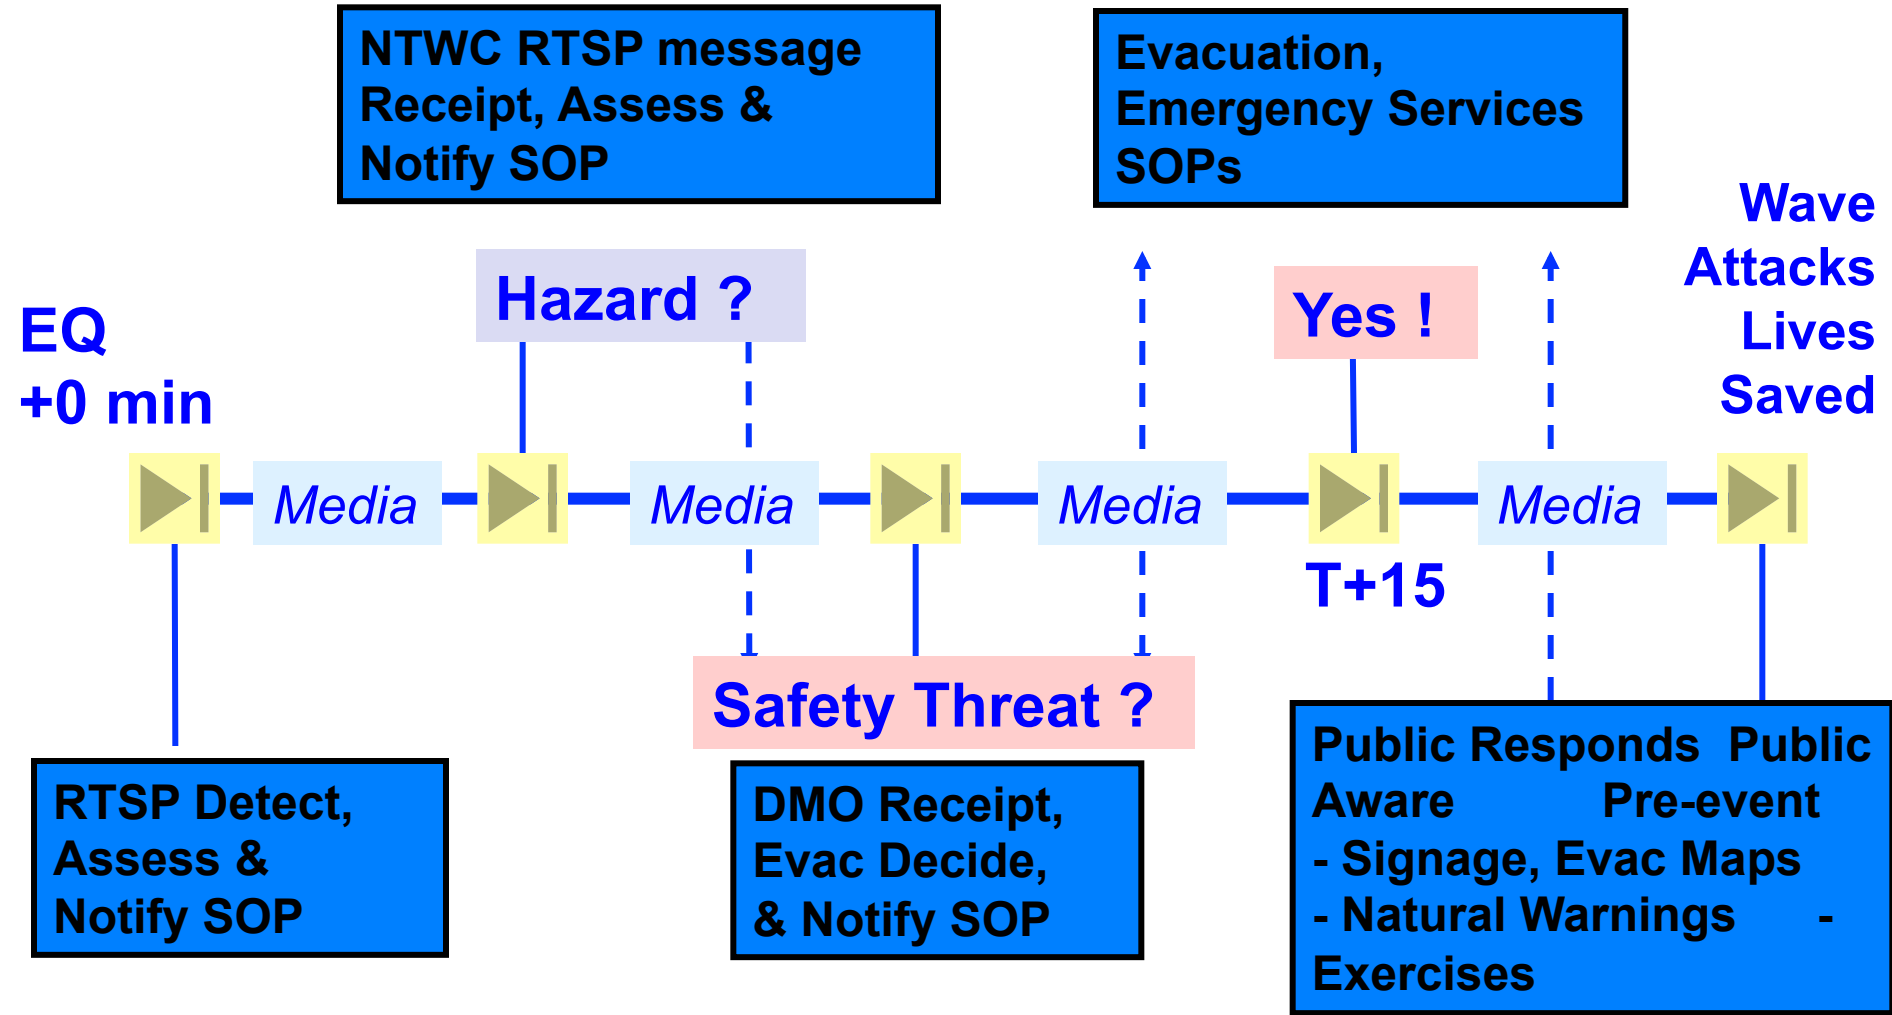 NTWC RTSP message
Receipt, Assess &
Notify SOP
Evacuation,
Emergency Services
SOPs
Wave
Attacks
Lives
Saved
Hazard ?
Yes !
EQ
+0 min
Media
Media
Media
Media
T+15
Safety Threat ?
RTSP Detect,
Assess &
Notify SOP
DMO Receipt,
Evac Decide,
& Notify SOP
Public Responds Public
Aware Pre-event
- Signage, Evac Maps
- Natural Warnings -
Exercises